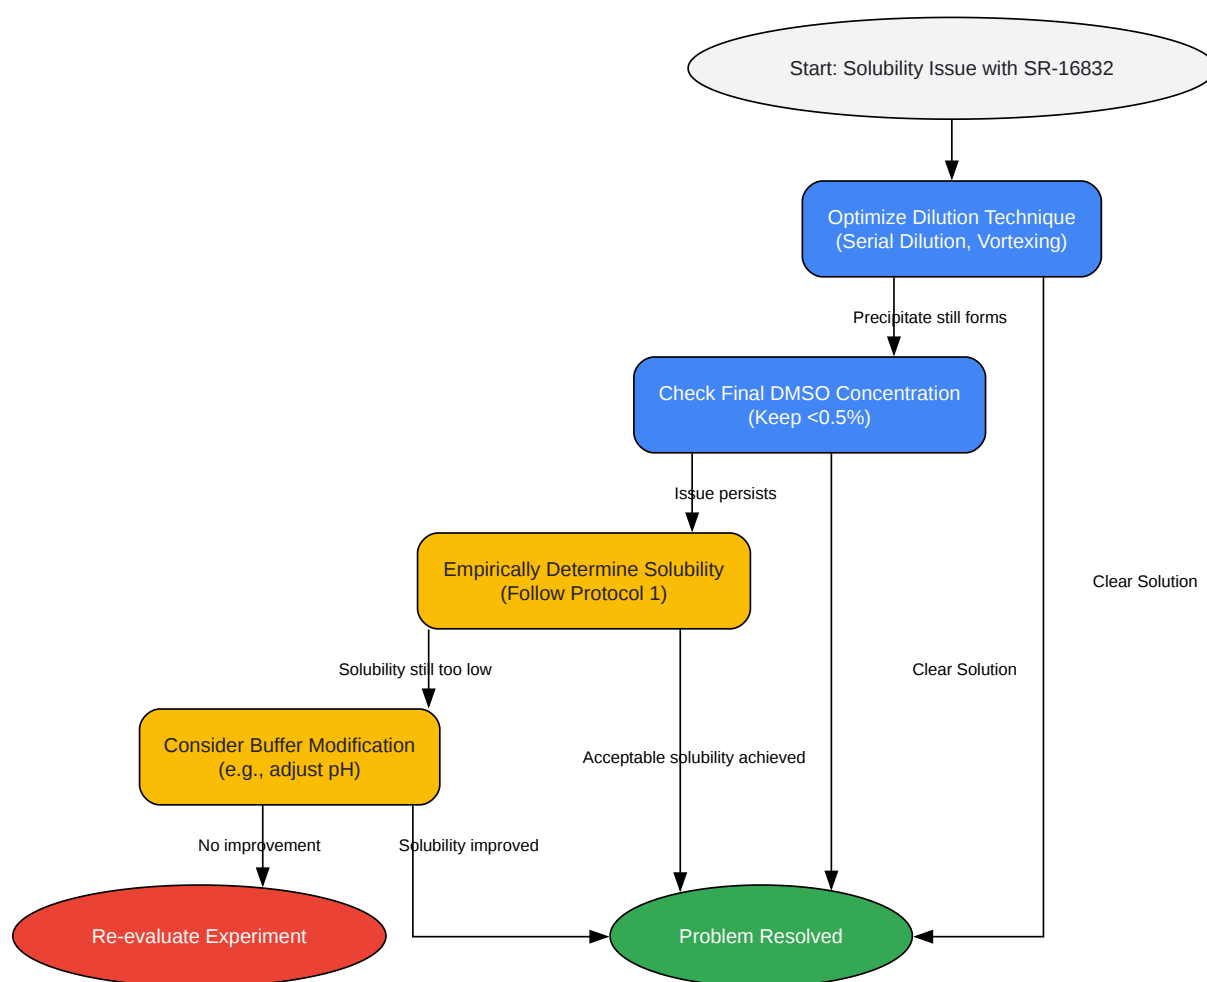 Start: Solubility Issue with SR-16832
Optimize Dilution Technique
(Serial Dilution, Vortexing)
Precipitate still forms
Check Final DMSO Concentration
(Keep <0.5%)
Issue persists
Empirically Determine Solubility
(Follow Protocol 1)
Clear Solution
Solubility still too low
Clear Solution
Consider Buffer Modification
(e.g., adjust pH)
Acceptable solubility achieved
No improvement
Solubility improved
Re-evaluate Experiment
Problem Resolved